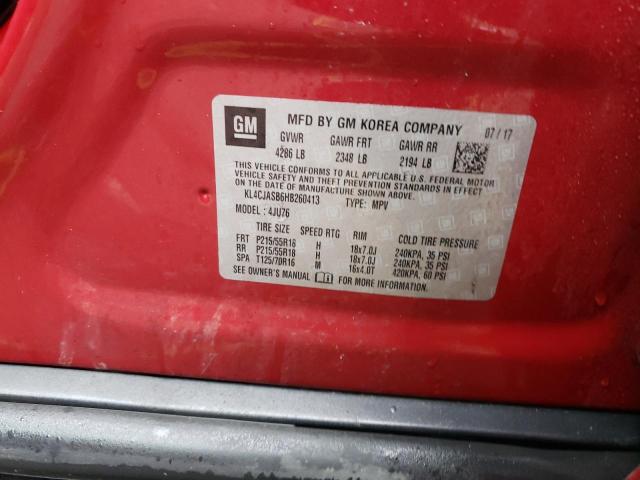 GM
MFD BY GM KOREA COMPANY 07/17
GVWR GAWR FRT GAWR RR
4286 LB 2348 LB 2194 LB
THIS VEHICLE CONFORMS TO ALL APPLICABLE U.S. FEDERAL MOTOR
VEHICLE SAFETY AND THEFT PREVENTION STANDARDS IN EFFECT
ON THE DATE OF MANUFACTURE SHOWN ABOVE.
KL4CJASB6HB260413 TYPE: MPV
MODEL: 4JU76
TIRE SIZE SPEED RTG RIM COLD TIRE PRESSURE
FRT P215/55R18 H 18x7.0J 240KPA, 35 PSI
RR P215/55R18 H 18x7.0J 240KPA, 35 PSI
SPA T125/70R16 M 16x4.0T 420KPA, 60 PSI
SEE OWNER'S MANUAL FOR MORE INFORMATION.